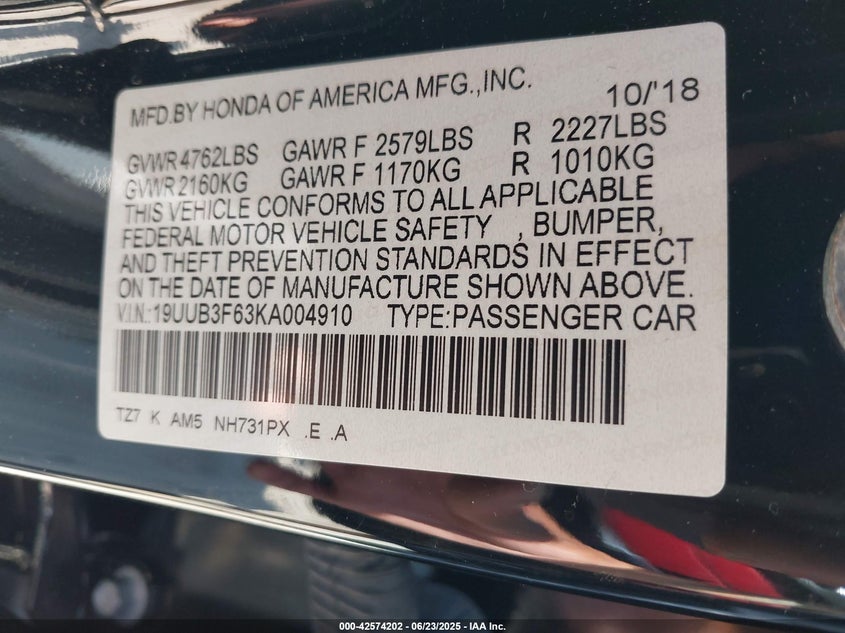 MFD.BY HONDA OF AMERICA MFG.,INC. 10/'18
GVWR 4762LBS GAWR F 2579LBS R 2227LBS
GVWR 2160KG GAWR F 1170KG R 1010KG
THIS VEHICLE CONFORMS TO ALL APPLICABLE
FEDERAL MOTOR VEHICLE SAFETY , BUMPER,
AND THEFT PREVENTION STANDARDS IN EFFECT
ON THE DATE OF MANUFACTURE SHOWN ABOVE.
V.I.N.:19UUB3F63KA004910 TYPE:PASSENGER CAR
TZ7 K AM5 NH731PX .E .A
000-42574202 - 06/23/2025 - IAA Inc.